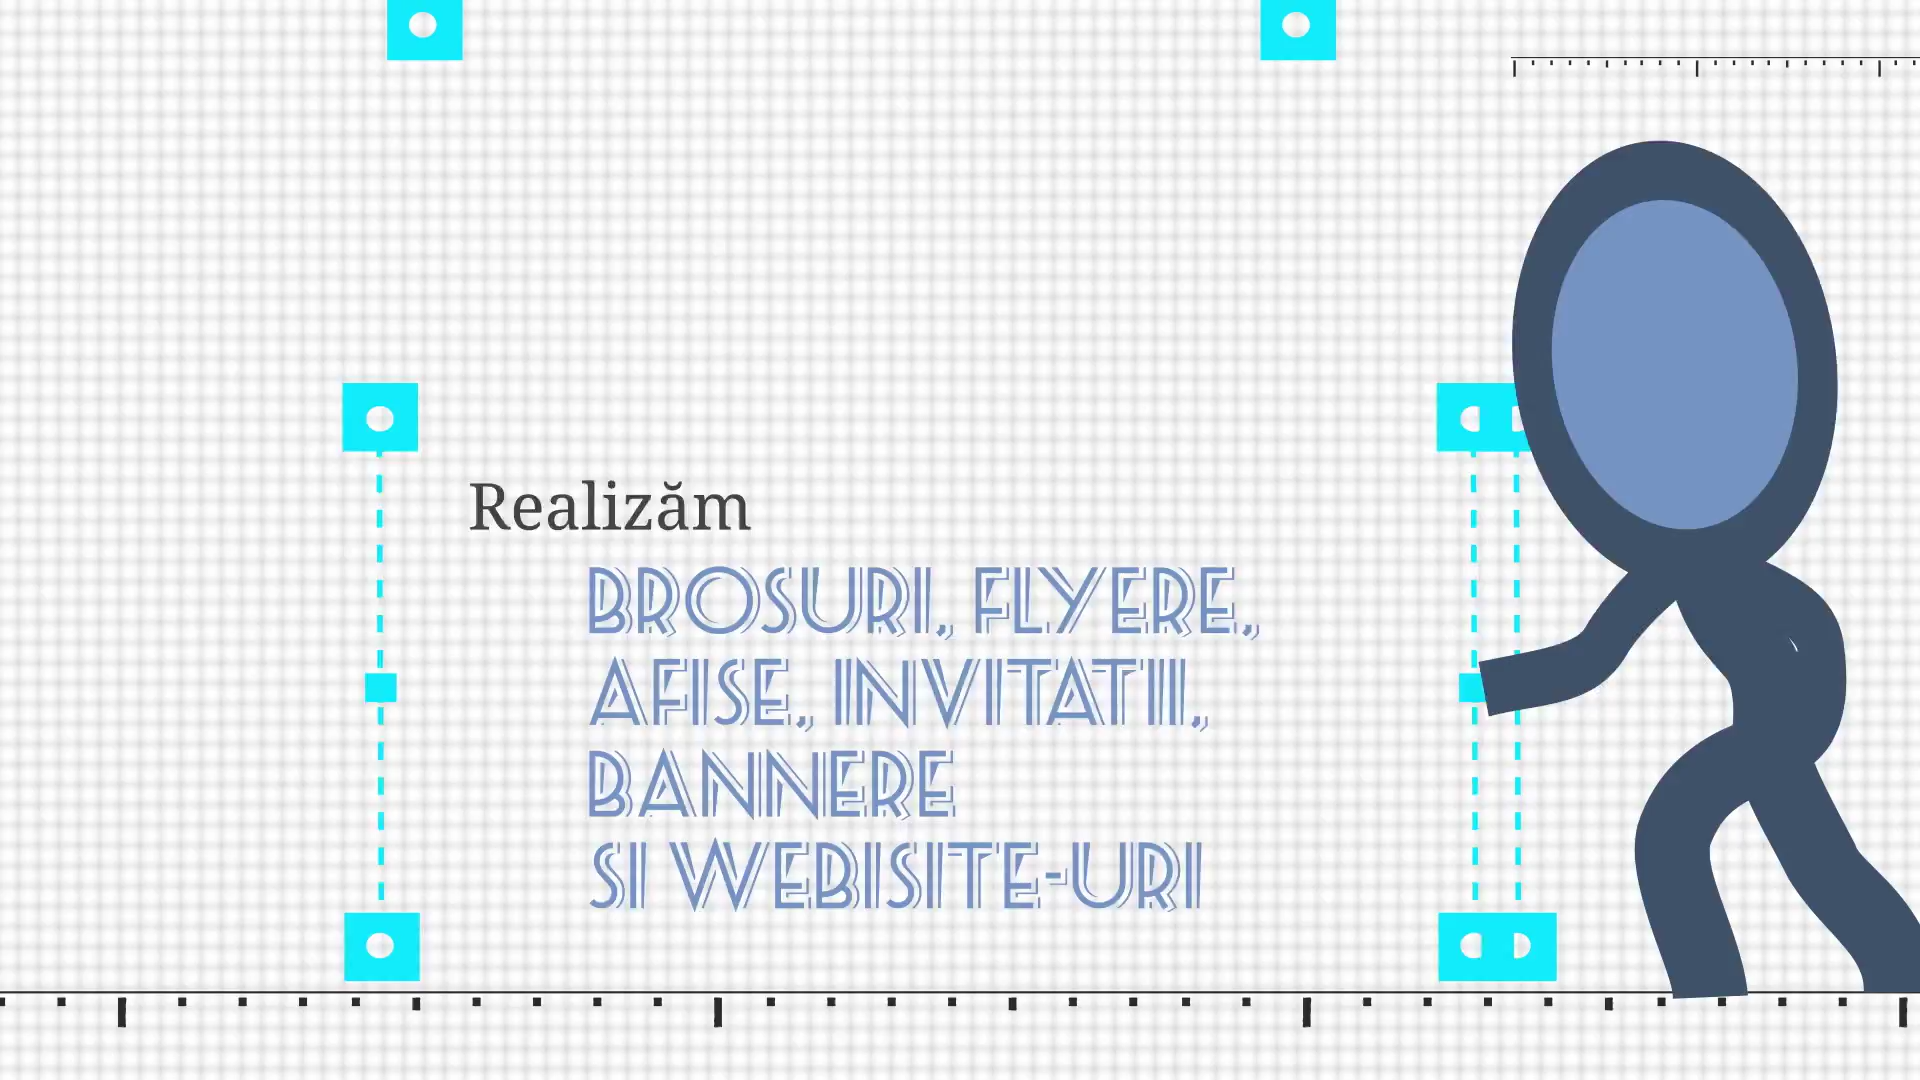 Realizăm
BROSURI, FLYERE,
AFISE, INVITATII,
BANNERE
SI WEBISITE-URI